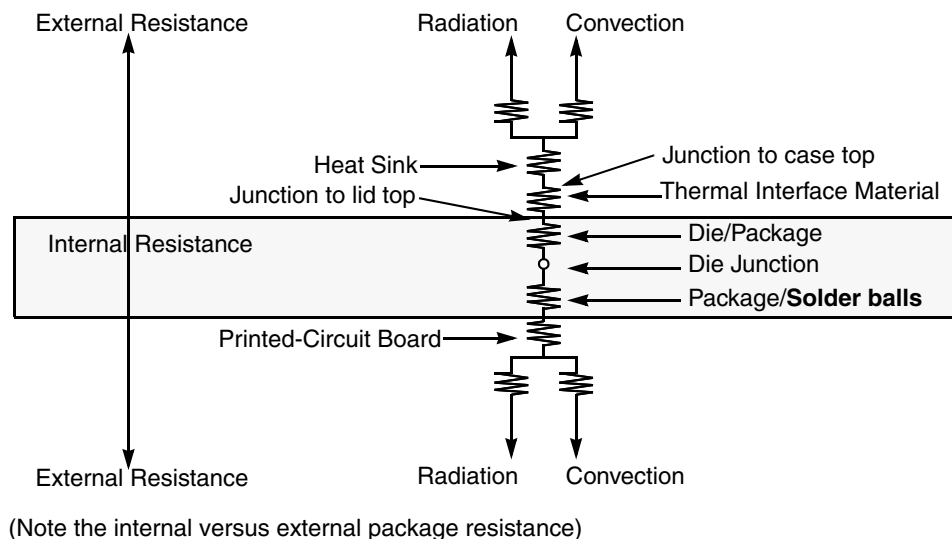 External Resistance
Radiation
Convection
Heat Sink
Junction to case top
Junction to lid top
Thermal Interface Material
Internal Resistance
Die/Package
Die Junction
Package/Solder balls
Printed-Circuit Board
External Resistance
Radiation
Convection
(Note the internal versus external package resistance)